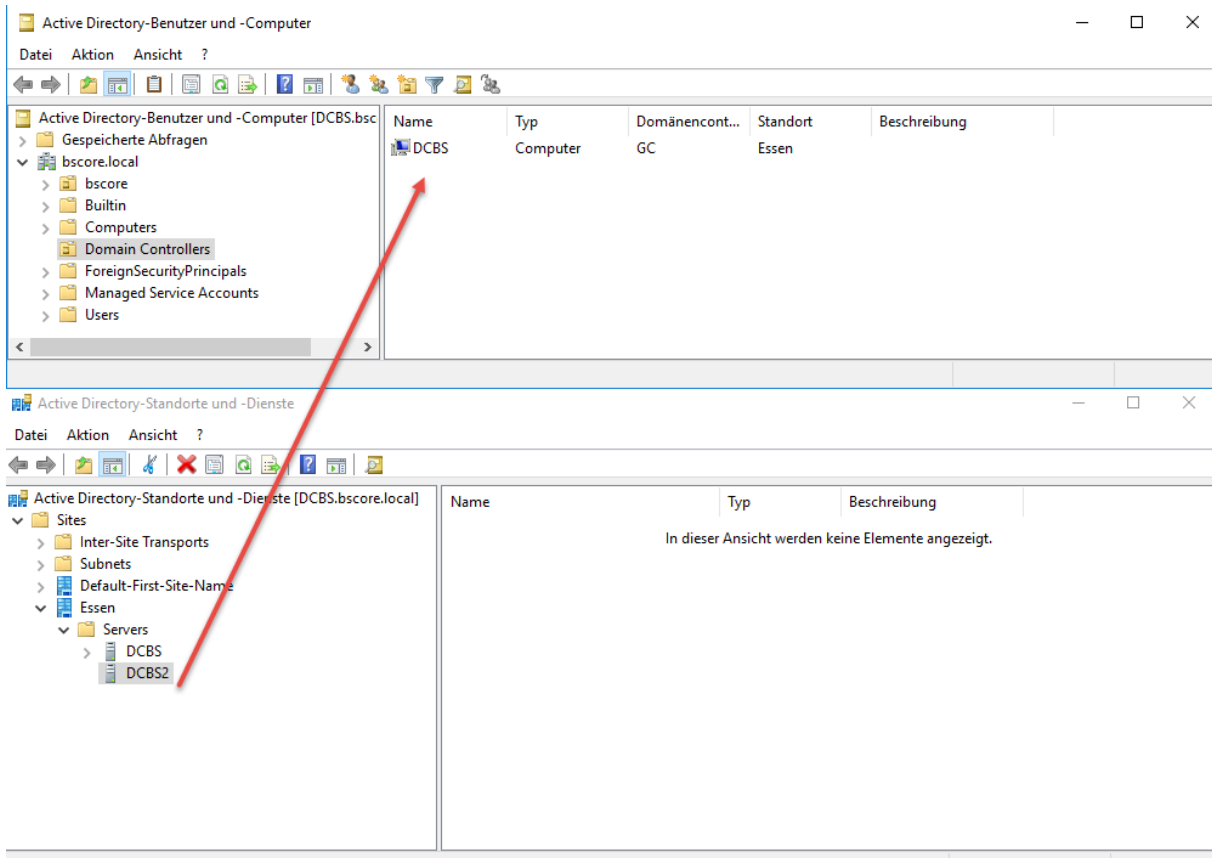 Active Directory-Benutzer und -Computer
Datei Aktion Ansicht ?
Active Directory-Benutzer und -Computer [DCBS.bsc
Gespeicherte Abfragen
bscore.local
bscore
Builtin
Computers
Domain Controllers
ForeignSecurityPrincipals
Managed Service Accounts
Users
Name Typ Domänencont... Standort Beschreibung
DCBS Computer GC Essen
Active Directory-Standorte und -Dienste
Datei Aktion Ansicht ?
Active Directory-Standorte und -Dienste [DCBS.bscore.local]
Sites
Inter-Site Transports
Subnets
Default-First-Site-Name
Essen
Servers
DCBS
DCBS2
Name Typ Beschreibung
In dieser Ansicht werden keine Elemente angezeigt.